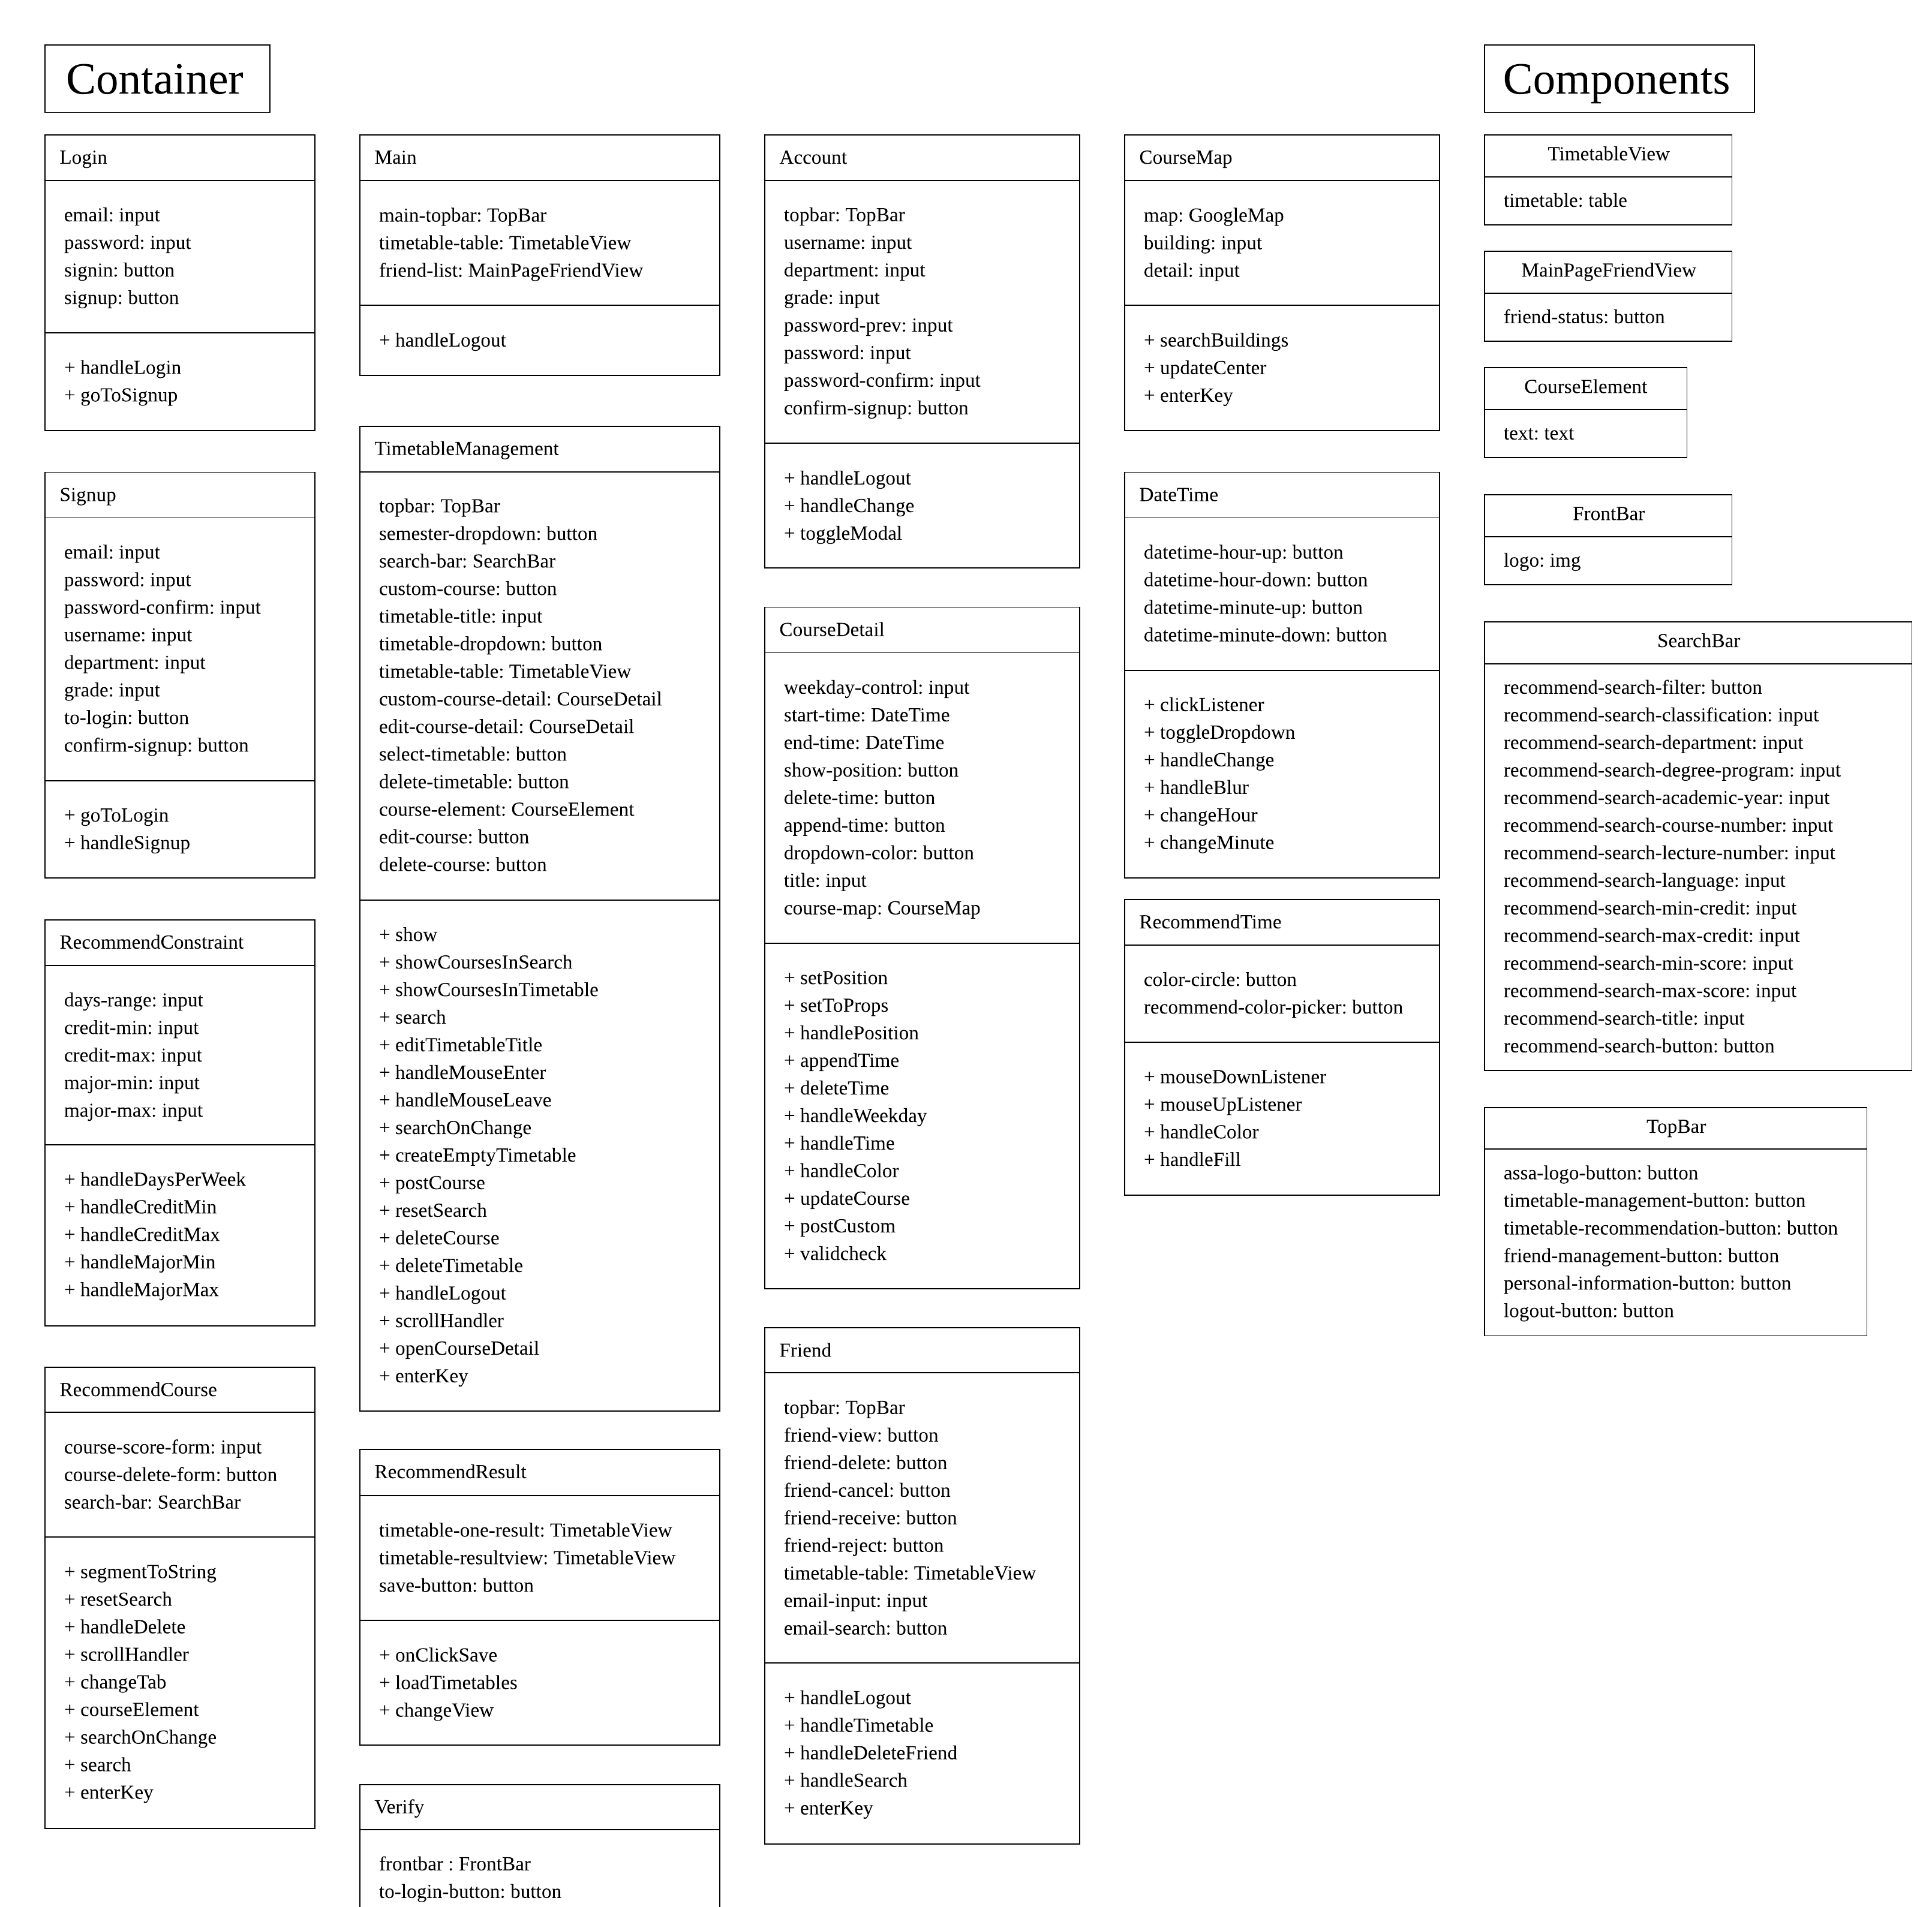 Container
Login
email: input
password: input
signin: button
signup: button
+ handleLogin
+ goToSignup
Signup
email: input
password: input
password-confirm: input
username: input
department: input
grade: input
to-login: button
confirm-signup: button
+ goToLogin
+ handleSignup
RecommendConstraint
days-range: input
credit-min: input
credit-max: input
major-min: input
major-max: input
+ handleDaysPerWeek
+ handleCreditMin
+ handleCreditMax
+ handleMajorMin
+ handleMajorMax
RecommendCourse
course-score-form: input
course-delete-form: button
search-bar: SearchBar
+ segmentToString
+ resetSearch
+ handleDelete
+ scrollHandler
+ changeTab
+ courseElement
+ searchOnChange
+ search
+ enterKey
Main
main-topbar: TopBar
timetable-table: TimetableView
friend-list: MainPageFriendView
+ handleLogout
TimetableManagement
topbar: TopBar
semester-dropdown: button
search-bar: SearchBar
custom-course: button
timetable-title: input
timetable-dropdown: button
timetable-table: TimetableView
custom-course-detail: CourseDetail
edit-course-detail: CourseDetail
select-timetable: button
delete-timetable: button
course-element: CourseElement
edit-course: button
delete-course: button
+ show
+ showCoursesInSearch
+ showCoursesInTimetable
+ search
+ editTimetableTitle
+ handleMouseEnter
+ handleMouseLeave
+ searchOnChange
+ createEmptyTimetable
+ postCourse
+ resetSearch
+ deleteCourse
+ deleteTimetable
+ handleLogout
+ scrollHandler
+ openCourseDetail
+ enterKey
RecommendResult
timetable-one-result: TimetableView
timetable-resultview: TimetableView
save-button: button
+ onClickSave
+ loadTimetables
+ changeView
Verify
frontbar : FrontBar
to-login-button: button
Account
topbar: TopBar
username: input
department: input
grade: input
password-prev: input
password: input
password-confirm: input
confirm-signup: button
+ handleLogout
+ handleChange
+ toggleModal
CourseDetail
weekday-control: input
start-time: DateTime
end-time: DateTime
show-position: button
delete-time: button
append-time: button
dropdown-color: button
title: input
course-map: CourseMap
+ setPosition
+ setToProps
+ handlePosition
+ appendTime
+ deleteTime
+ handleWeekday
+ handleTime
+ handleColor
+ updateCourse
+ postCustom
+ validcheck
Friend
topbar: TopBar
friend-view: button
friend-delete: button
friend-cancel: button
friend-receive: button
friend-reject: button
timetable-table: TimetableView
email-input: input
email-search: button
+ handleLogout
+ handleTimetable
+ handleDeleteFriend
+ handleSearch
+ enterKey
CourseMap
map: GoogleMap
building: input
detail: input
+ searchBuildings
+ updateCenter
+ enterKey
DateTime
datetime-hour-up: button
datetime-hour-down: button
datetime-minute-up: button
datetime-minute-down: button
+ clickListener
+ toggleDropdown
+ handleChange
+ handleBlur
+ changeHour
+ changeMinute
RecommendTime
color-circle: button
recommend-color-picker: button
+ mouseDownListener
+ mouseUpListener
+ handleColor
+ handleFill
Components
TimetableView
timetable: table
MainPageFriendView
friend-status: button
CourseElement
text: text
FrontBar
logo: img
SearchBar
recommend-search-filter: button
recommend-search-classification: input
recommend-search-department: input
recommend-search-degree-program: input
recommend-search-academic-year: input
recommend-search-course-number: input
recommend-search-lecture-number: input
recommend-search-language: input
recommend-search-min-credit: input
recommend-search-max-credit: input
recommend-search-min-score: input
recommend-search-max-score: input
recommend-search-title: input
recommend-search-button: button
TopBar
assa-logo-button: button
timetable-management-button: button
timetable-recommendation-button: button
friend-management-button: button
personal-information-button: button
logout-button: button